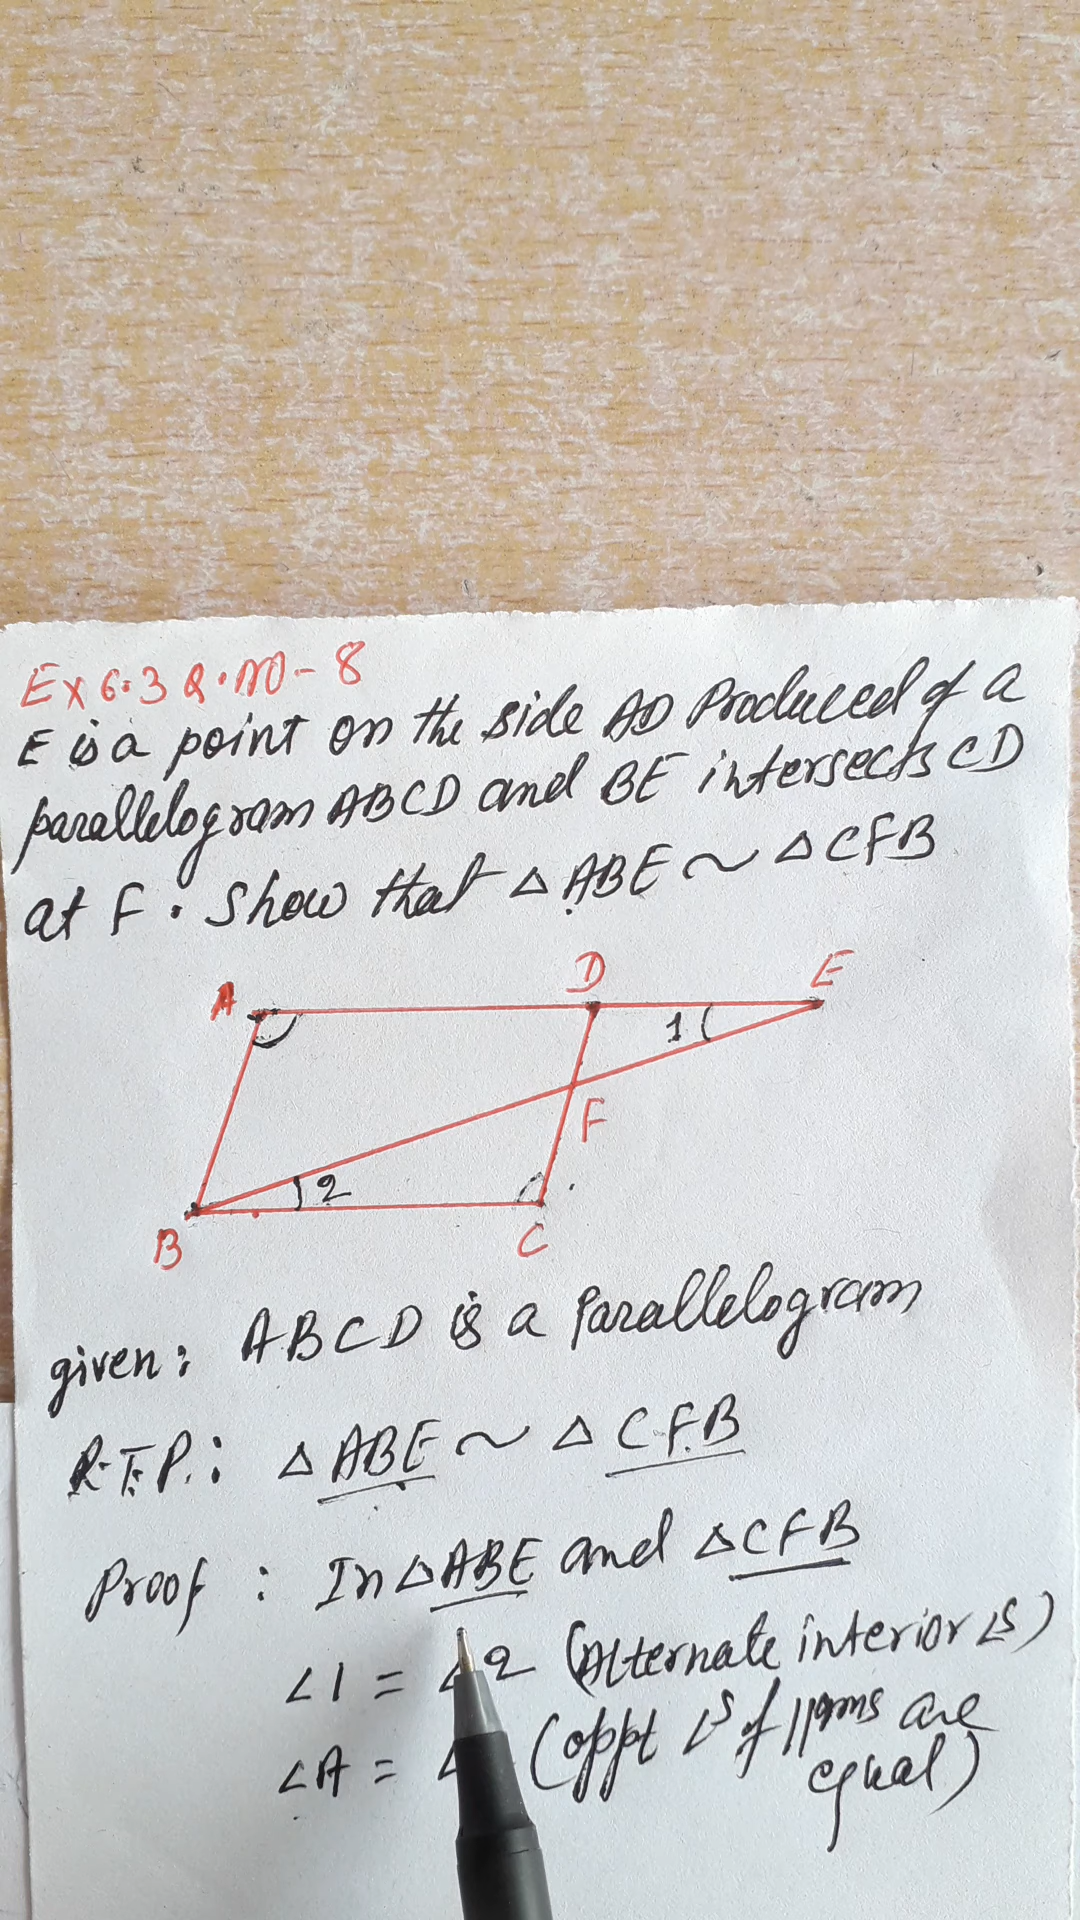 Ex 6.3 Q.no-8
E is a point on the side AD Produced of a
parallelogram ABCD and BE intersects CD
at F. Show that △ABE ~ △CFB
A D E
1
F
2
B C
given: ABCD is a Parallelogram
R.T.P.: △ABE ~ △CFB
Proof : In △ABE and △CFB
∠1 = ∠2 (Alternate interior ∠s)
∠A = ∠ (oppt ∠s of ||gms are
equal)